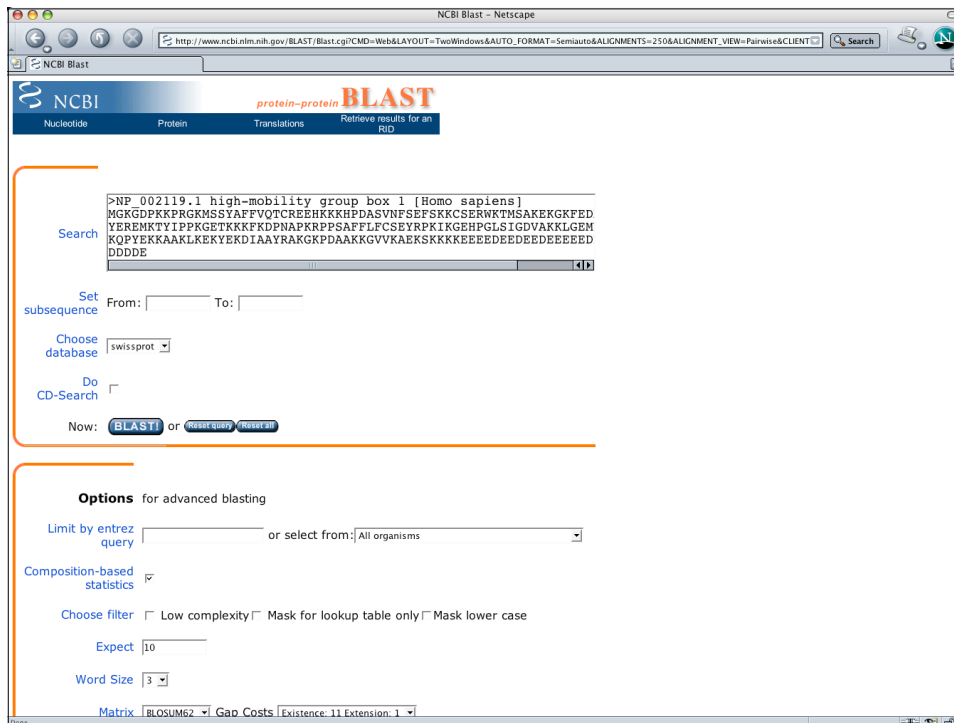 NCBI Blast – Netscape
http://www.ncbi.nlm.nih.gov/BLAST/Blast.cgi?CMD=Web&LAYOUT=TwoWindows&AUTO_FORMAT=Semiauto&ALIGNMENTS=250&ALIGNMENT_VIEW=Pairwise&CLIENT Search N
NCBI Blast
NCBI protein–protein BLAST
Nucleotide Protein Translations Retrieve results for an RID
Search
>NP_002119.1 high-mobility group box 1 [Homo sapiens]
MGKGDPKKPRGKMSSYAFFVQTCREEHKKKHPDASVNFSEFSKKCSERWKTMSAKEKGKFED
YEREMKTYIPPKGETKKKFKDPNAPKRPPSAFFLFCSEYRPKIKGEHPGLSIGDVAKKLGEM
KQPYEKKAAKLKEKYEKDIAAYRAKGKPDAAKKGVVKAEKSKKKKEEEEDEEDEEDEEEEED
DDDDE
Set subsequence From: To:
Choose database swissprot
Do CD-Search
Now: BLAST! or Reset query Reset all
Options for advanced blasting
Limit by entrez query or select from: All organisms
Composition-based statistics
Choose filter Low complexity Mask for lookup table only Mask lower case
Expect 10
Word Size 3
Matrix BLOSUM62 Gap Costs Existence: 11 Extension: 1